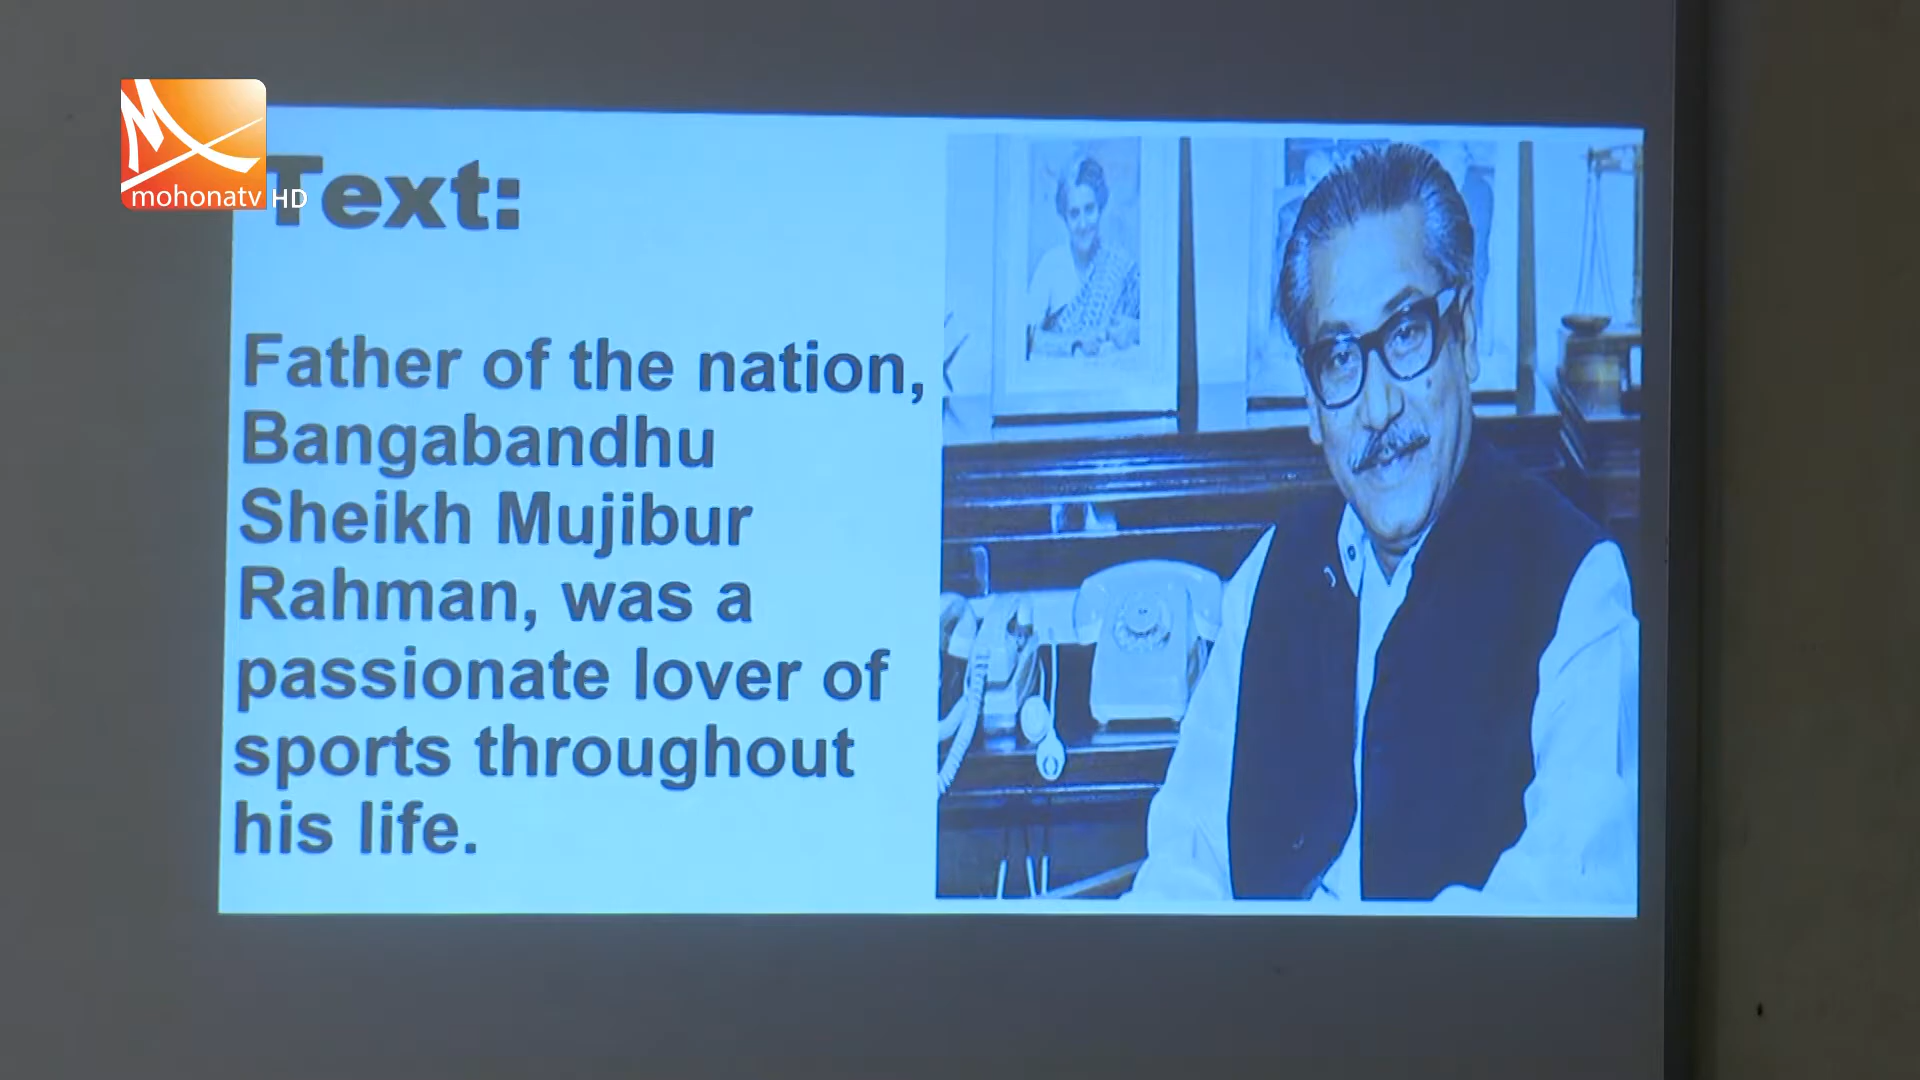 mohonatv HD
Text:
Father of the nation,
Bangabandhu
Sheikh Mujibur
Rahman, was a
passionate lover of
sports throughout
his life.